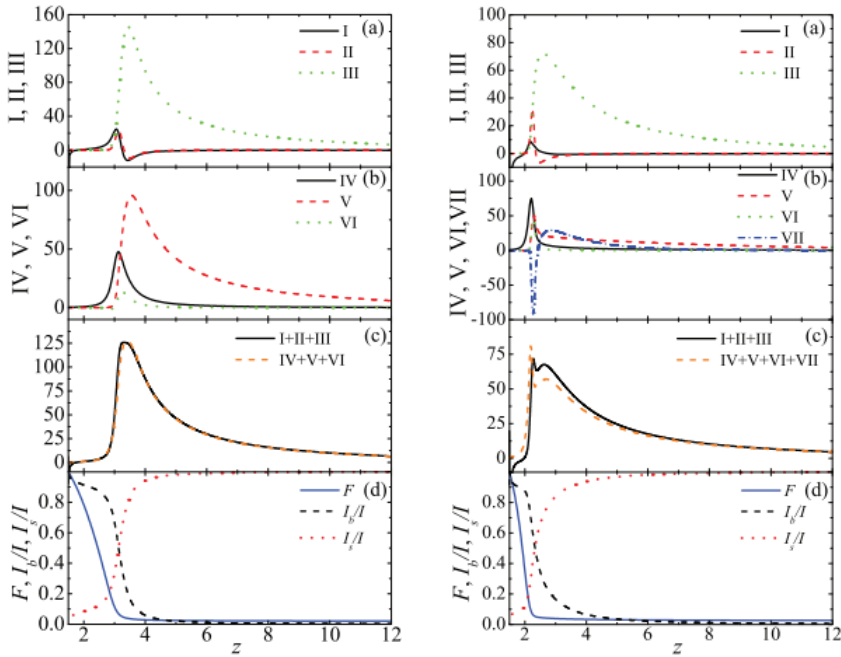 160
120
80
40
0
I, II, III
I
II
III
(a)
100
50
0
IV, V, VI
IV
V
VI
(b)
125
100
75
50
25
0
I+II+III
IV+V+VI
(c)
0.8
0.6
0.4
0.2
0.0
F, I_b/I, I_s/I
F
I_b/I
I_s/I
(d)
2 4 6 8 10 12
z
100
80
60
40
20
0
I, II, III
I
II
III
(a)
100
75
50
25
0
-50
-100
IV, V, VI,VII
IV
V
VI
VII
(b)
75
50
25
0
I+II+III
IV+V+VI+VII
(c)
0.8
0.6
0.4
0.2
0.0
F, I_b/I, I_s/I
F
I_b/I
I_s/I
(d)
2 4 6 8 10 12
z